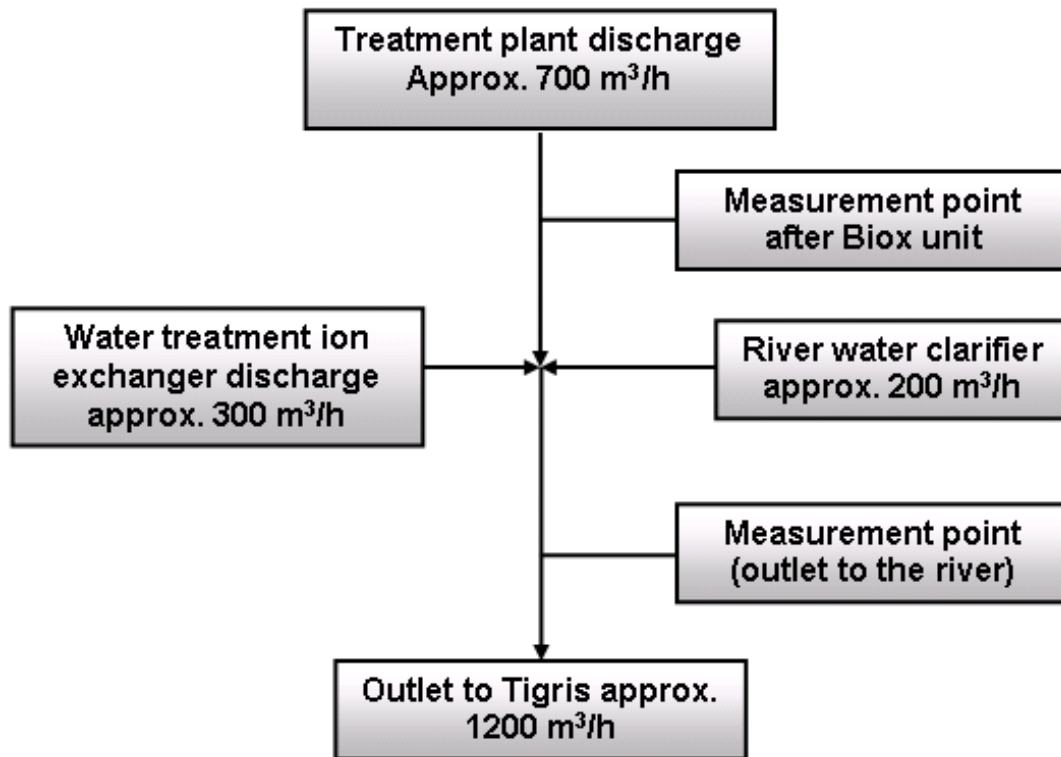 Treatment plant discharge
Approx. 700 m³/h
Measurement point
after Biox unit
Water treatment ion
exchanger discharge
approx. 300 m³/h
River water clarifier
approx. 200 m³/h
Measurement point
(outlet to the river)
Outlet to Tigris approx.
1200 m³/h